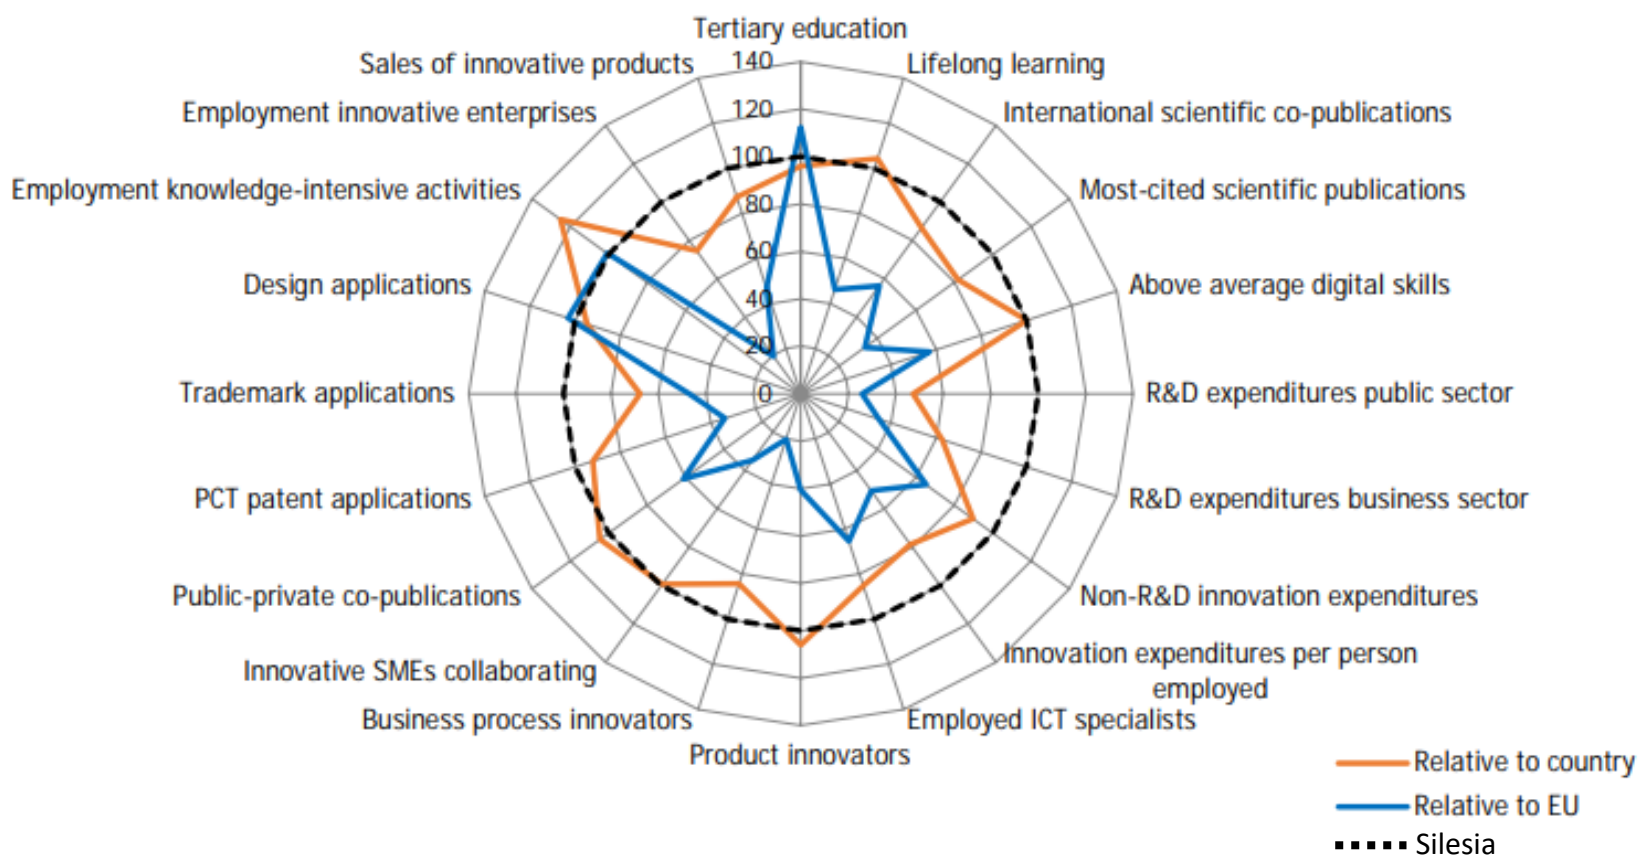 Tertiary education
Lifelong learning
International scientific co-publications
Most-cited scientific publications
Above average digital skills
R&D expenditures public sector
R&D expenditures business sector
Non-R&D innovation expenditures
Innovation expenditures per person
employed
Employed ICT specialists
Product innovators
Business process innovators
Innovative SMEs collaborating
Public-private co-publications
PCT patent applications
Trademark applications
Design applications
Employment knowledge-intensive activities
Employment innovative enterprises
Sales of innovative products
140
120
100
80
60
40
20
0
Relative to country
Relative to EU
Silesia